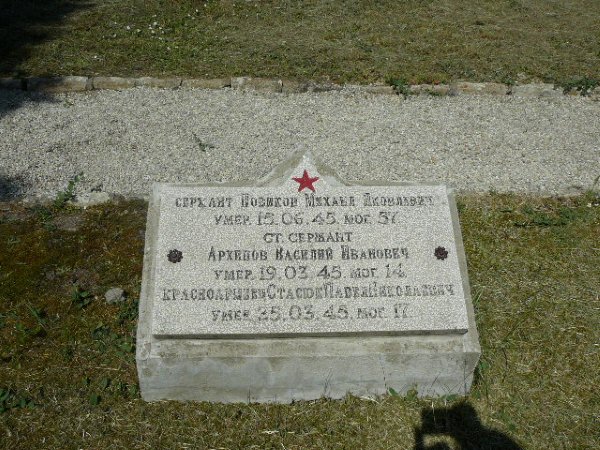 сержант Новиков Михаил Яковлевич
умер 15.06.45. мог. 37.
ст. сержант
Архипов Василий Иванович
умер. 19.03.45. мог. 14.
красноармеец Стасюк Павел Николаевич
умер. 35.03.45. мог. 17.